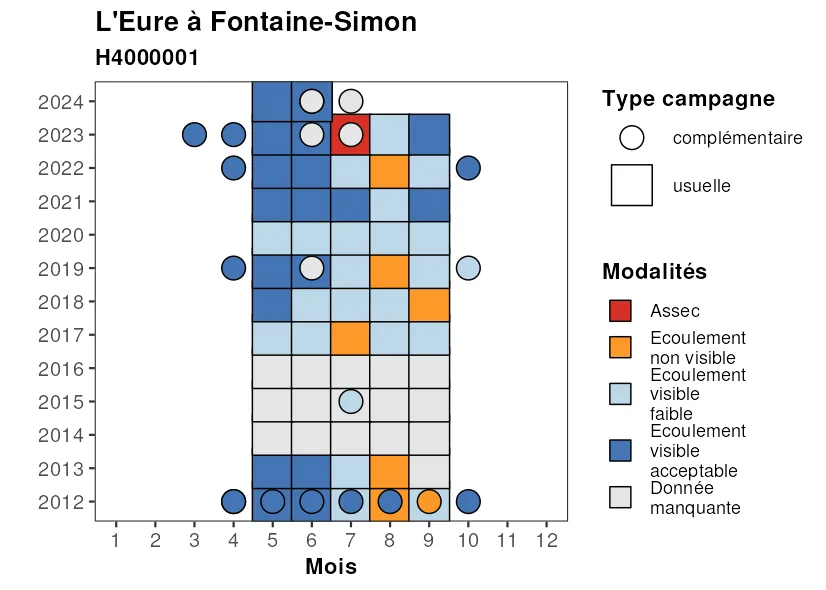 L'Eure à Fontaine-Simon
H4000001
2024
2023
2022
2021
2020
2019
2018
2017
2016
2015
2014
2013
2012
1 2 3 4 5 6 7 8 9 10 11 12
Mois
Type campagne
complémentaire
usuelle
Modalités
Assec
Ecoulement
non visible
Ecoulement
visible
faible
Ecoulement
visible
acceptable
Donnée
manquante